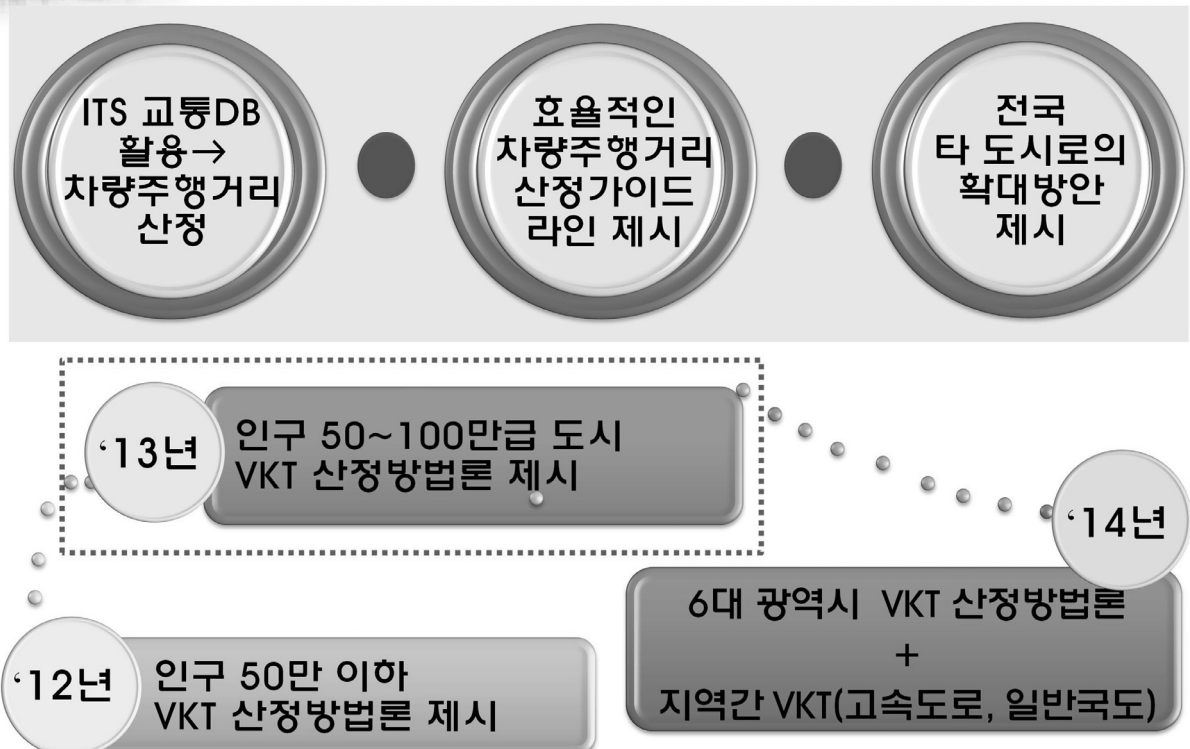 ITS 교통DB
활용→
차량주행거리
산정
효율적인
차량주행거리
산정가이드
라인 제시
전국
타 도시로의
확대방안
제시
‘13년
인구 50~100만급 도시
VKT 산정방법론 제시
‘14년
6대 광역시 VKT 산정방법론
+
지역간 VKT(고속도로, 일반국도)
‘12년
인구 50만 이하
VKT 산정방법론 제시